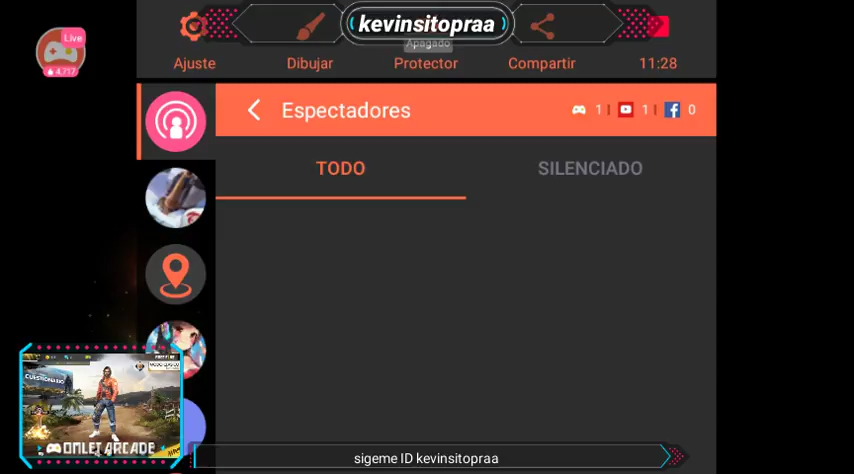 kevinsitopraa
Live
4,717
Apagado
Ajuste
Dibujar
Protector
Compartir
11:28
Espectadores
1
1
0
TODO
SILENCIADO
OMLET ARCADE
sigeme ID kevinsitopraa